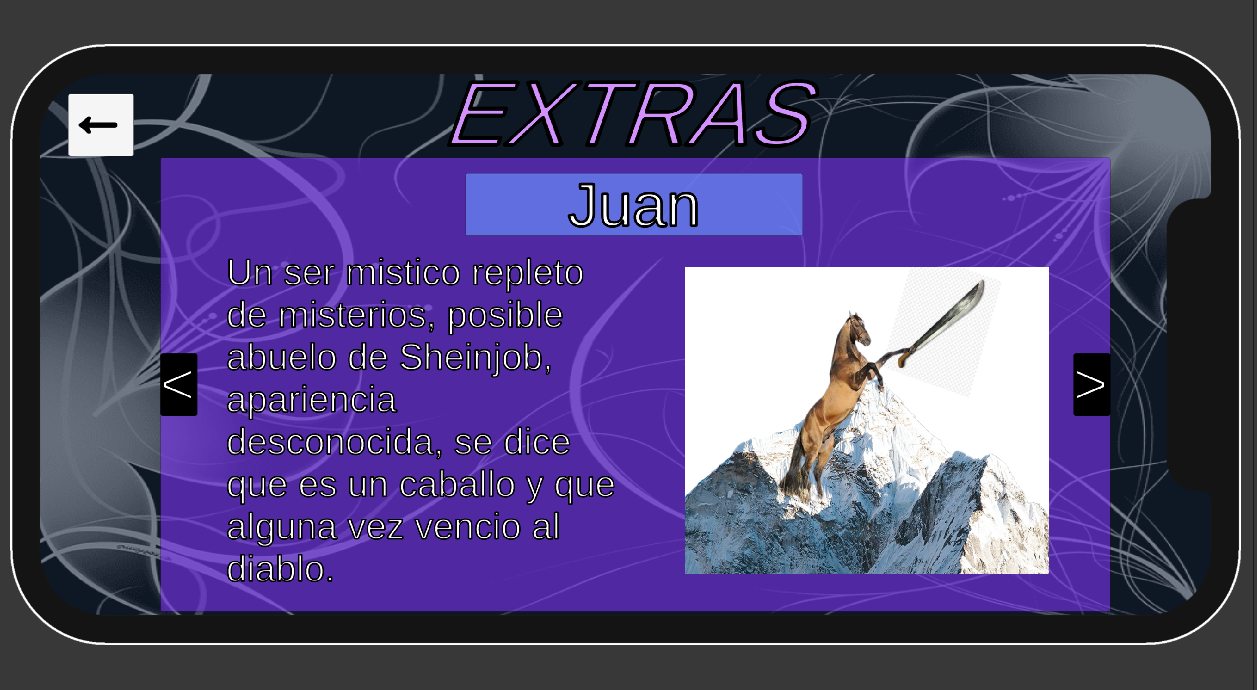 EXTRAS
Juan
Un ser mistico repleto
de misterios, posible
abuelo de Sheinjob,
apariencia
desconocida, se dice
que es un caballo y que
alguna vez vencio al
diablo.
<
>